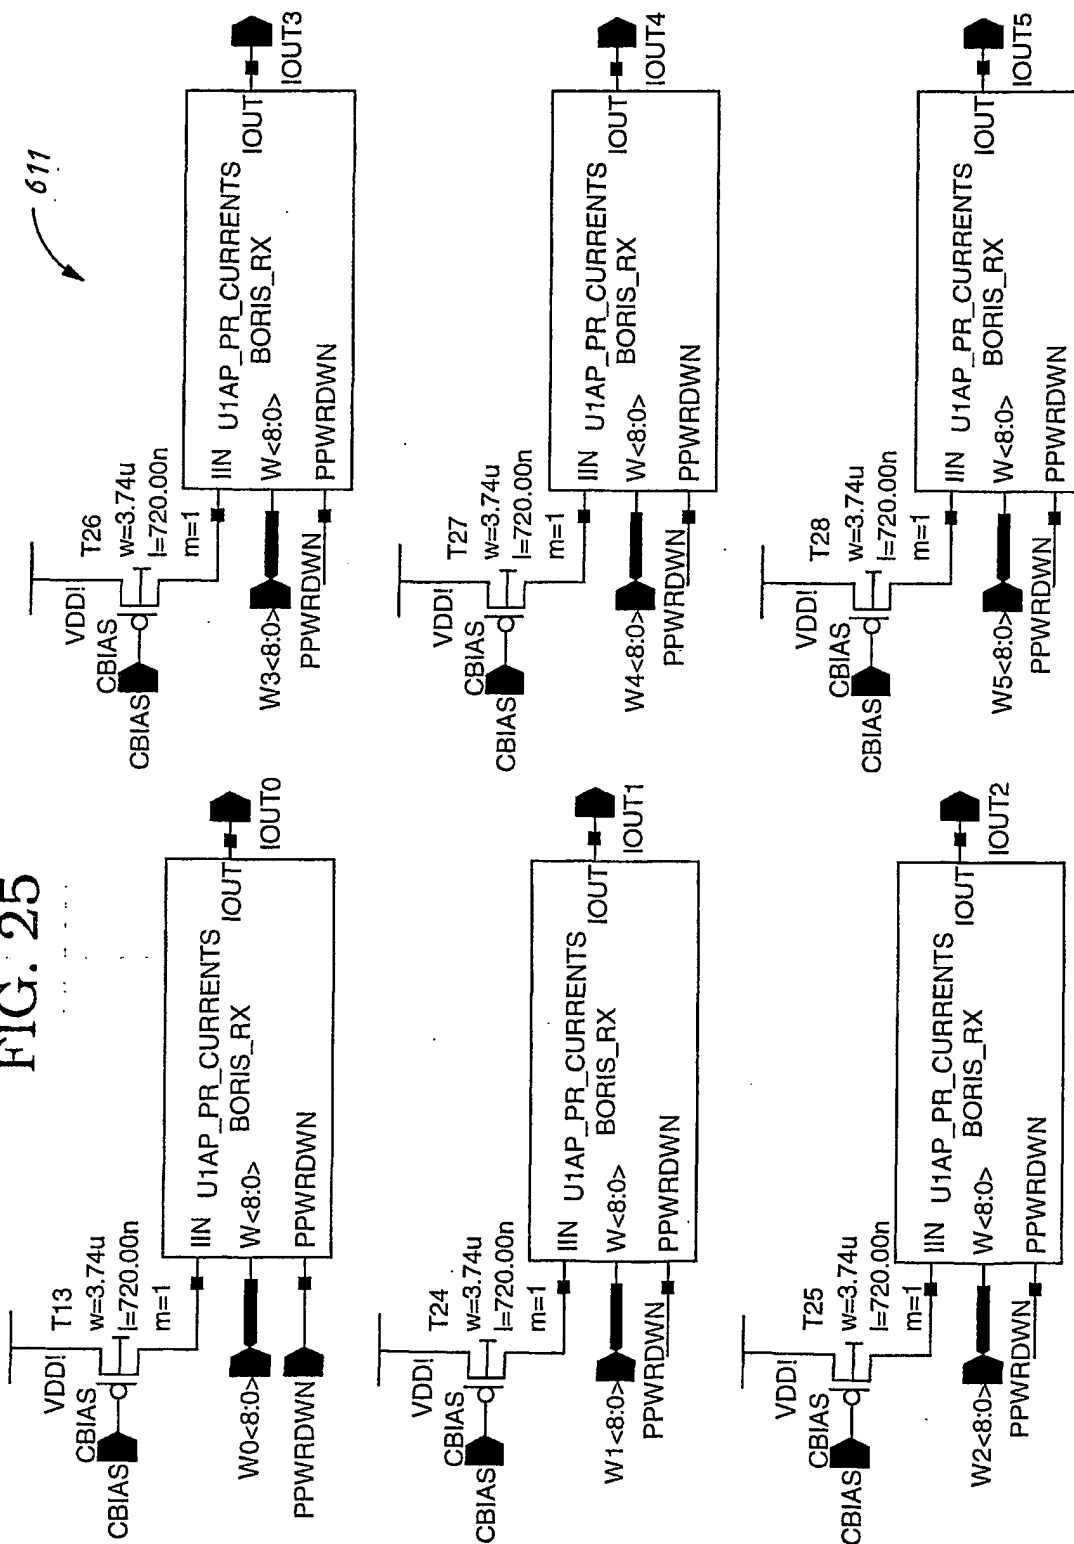 FIG. 25
611
VDD!
T13
w=3.74u
l=720.00n
m=1
CBIAS
CBIAS
IIN
U1AP_PR_CURRENTS
BORIS_RX
IOUT
IOUT0
W0<8:0>
W<8:0>
PPWRDWN
PPWRDWN
VDD!
T24
w=3.74u
l=720.00n
m=1
CBIAS
CBIAS
IIN
U1AP_PR_CURRENTS
BORIS_RX
IOUT
IOUT1
W1<8:0>
W<8:0>
PPWRDWN
PPWRDWN
VDD!
T25
w=3.74u
l=720.00n
m=1
CBIAS
CBIAS
IIN
U1AP_PR_CURRENTS
BORIS_RX
IOUT
IOUT2
W2<8:0>
W<8:0>
PPWRDWN
PPWRDWN
VDD!
T26
w=3.74u
l=720.00n
m=1
CBIAS
CBIAS
IIN
U1AP_PR_CURRENTS
BORIS_RX
IOUT
IOUT3
W3<8:0>
W<8:0>
PPWRDWN
PPWRDWN
VDD!
T27
w=3.74u
l=720.00n
m=1
CBIAS
CBIAS
IIN
U1AP_PR_CURRENTS
BORIS_RX
IOUT
IOUT4
W4<8:0>
W<8:0>
PPWRDWN
PPWRDWN
VDD!
T28
w=3.74u
l=720.00n
m=1
CBIAS
CBIAS
IIN
U1AP_PR_CURRENTS
BORIS_RX
IOUT
IOUT5
W5<8:0>
W<8:0>
PPWRDWN
PPWRDWN